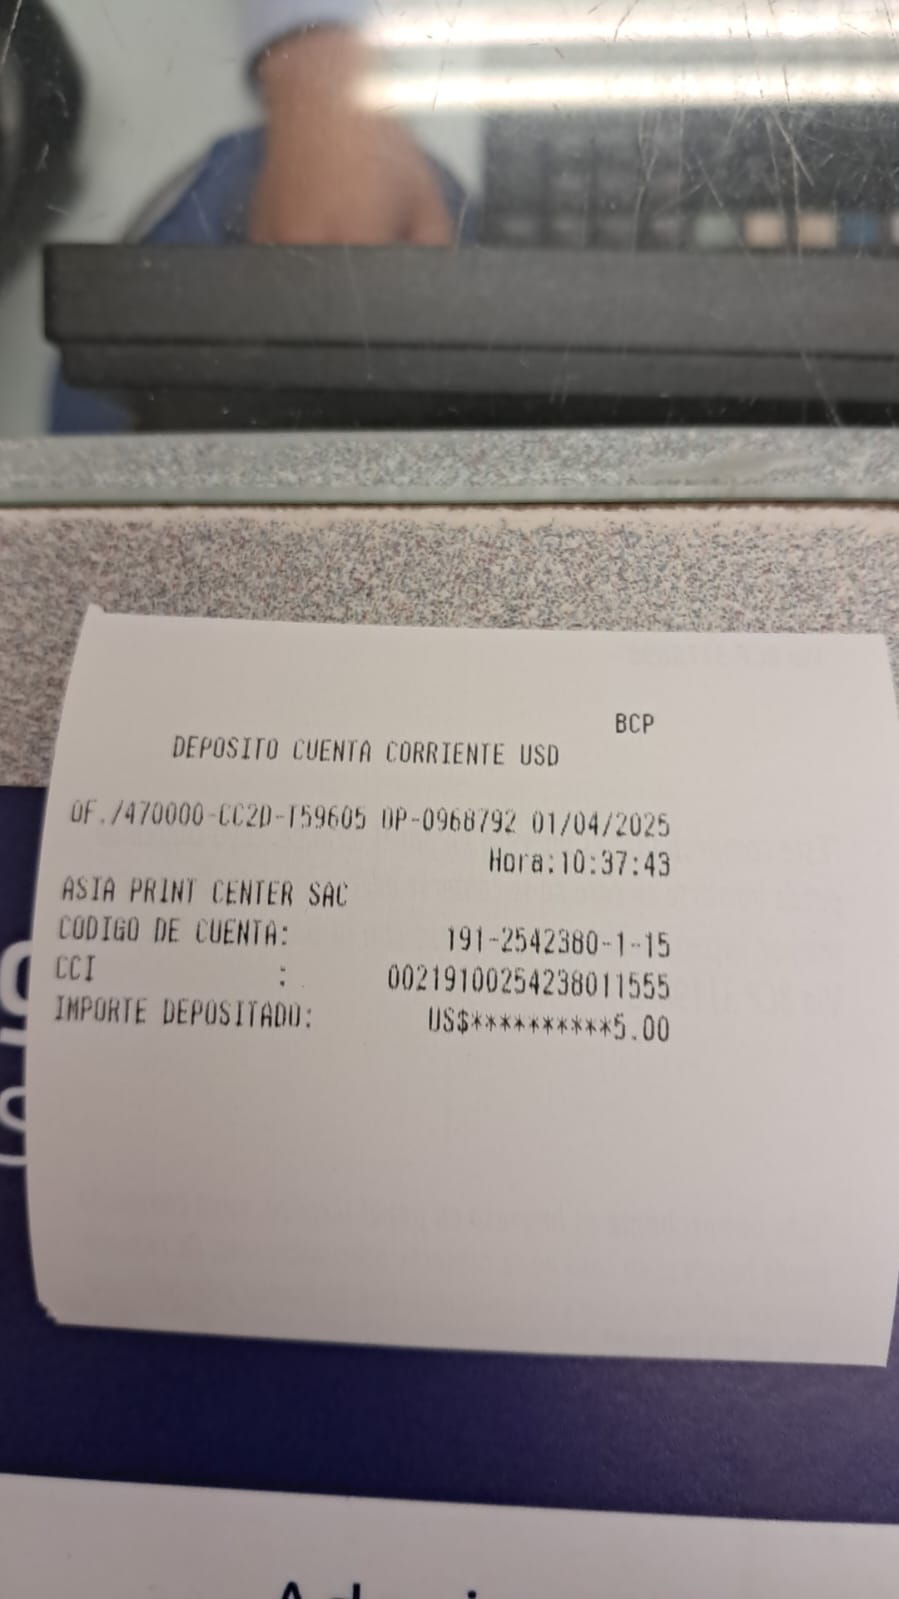 BCP
DEPOSITO CUENTA CORRIENTE USD
OF./470000-CC2D-T59605 OP-0968792 01/04/2025
Hora:10:37:43
ASIA PRINT CENTER SAC
CODIGO DE CUENTA: 191-2542380-1-15
CCI : 00219100254238011555
IMPORTE DEPOSITADO: US$**********5.00